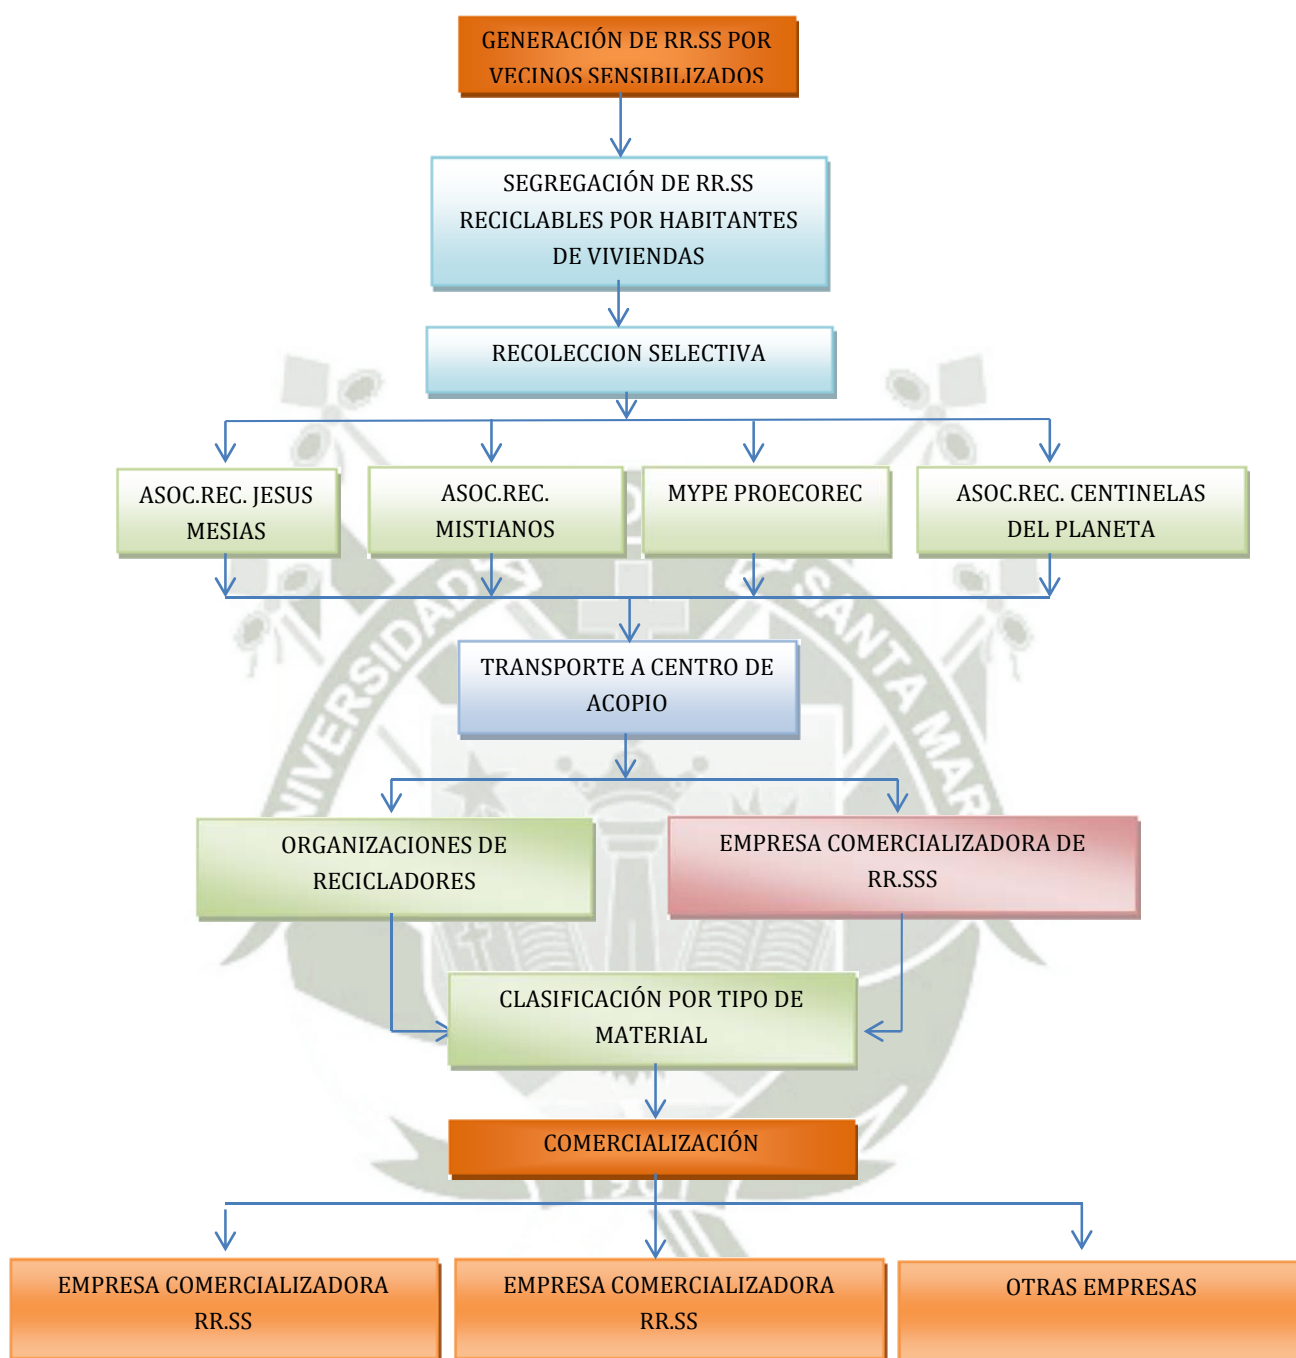 GENERACIÓN DE RR.SS POR
VECINOS SENSIBILIZADOS
SEGREGACIÓN DE RR.SS
RECICLABLES POR HABITANTES
DE VIVIENDAS
RECOLECCION SELECTIVA
ASOC.REC. JESUS
MESIAS
ASOC.REC.
MISTIANOS
MYPE PROECOREC
ASOC.REC. CENTINELAS
DEL PLANETA
UNIVERSIDAD
SANTA MAR
TRANSPORTE A CENTRO DE
ACOPIO
ORGANIZACIONES DE
RECICLADORES
EMPRESA COMERCIALIZADORA DE
RR.SSS
CLASIFICACIÓN POR TIPO DE
MATERIAL
COMERCIALIZACIÓN
EMPRESA COMERCIALIZADORA
RR.SS
EMPRESA COMERCIALIZADORA
RR.SS
OTRAS EMPRESAS